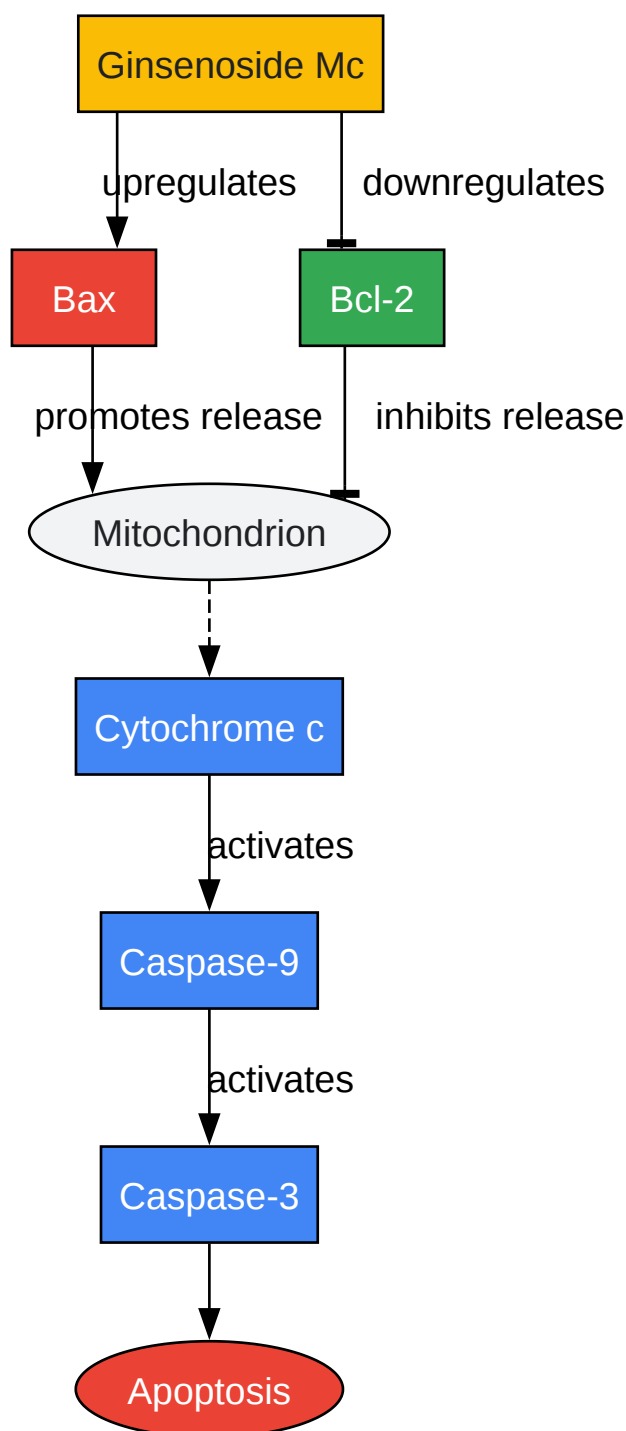 Ginsenoside Mc
upregulates
downregulates
Bax
Bcl-2
promotes release
inhibits release
Mitochondrion
Cytochrome c
activates
Caspase-9
activates
Caspase-3
Apoptosis